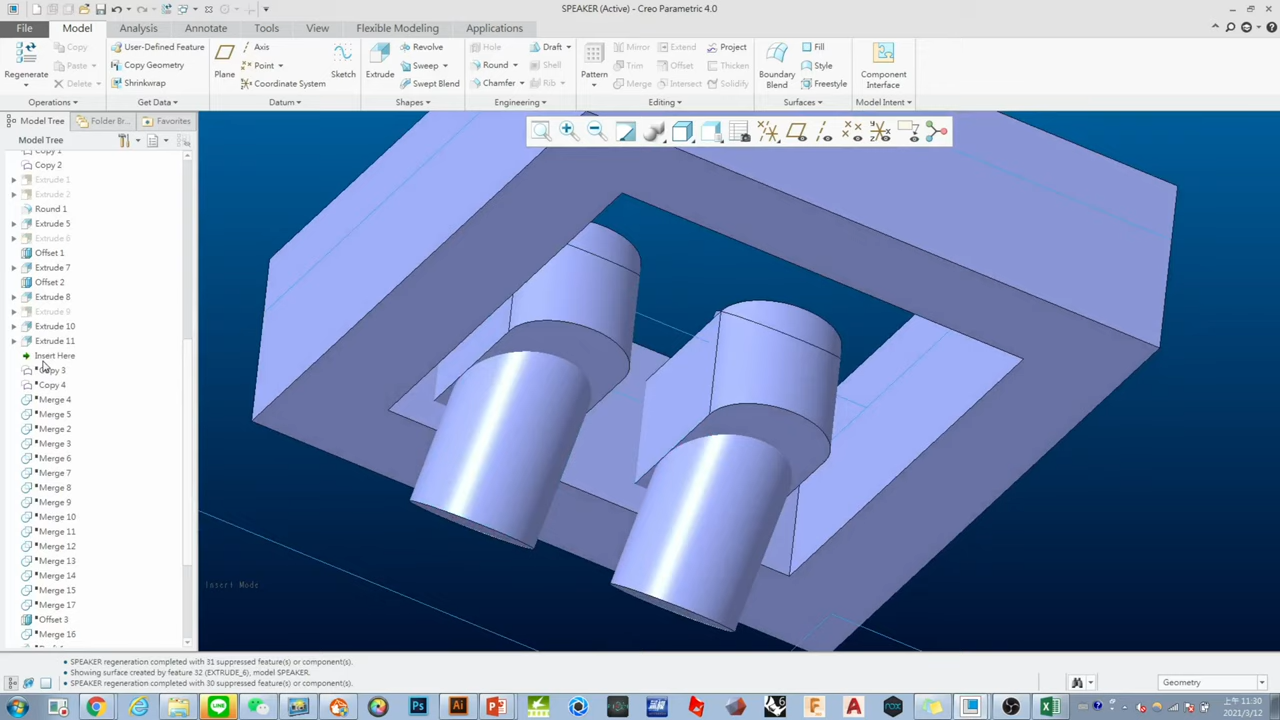 SPEAKER (Active) - Creo Parametric 4.0
File Model Analysis Annotate Tools View Flexible Modeling Applications
Regenerate
Copy
Paste
Delete
Operations
User-Defined Feature
Copy Geometry
Shrinkwrap
Get Data
Plane
Axis
Point
Coordinate System
Sketch
Datum
Extrude
Revolve
Sweep
Swept Blend
Shapes
Hole
Round
Chamfer
Draft
Shell
Rib
Engineering
Pattern
Mirror
Trim
Merge
Extend
Offset
Intersect
Project
Thicken
Solidify
Editing
Boundary
Blend
Fill
Style
Freestyle
Surfaces
Component
Interface
Model Intent
Model Tree Folder Br... Favorites
Model Tree
Copy 1
Copy 2
Extrude 1
Extrude 2
Round 1
Extrude 5
Extrude 6
Offset 1
Extrude 7
Offset 2
Extrude 8
Extrude 9
Extrude 10
Extrude 11
Insert Here
Copy 3
Copy 4
Merge 4
Merge 5
Merge 2
Merge 3
Merge 6
Merge 7
Merge 8
Merge 9
Merge 10
Merge 11
Merge 12
Merge 13
Merge 14
Merge 15
Merge 17
Offset 3
Merge 16
Insert Mode
SPEAKER regeneration completed with 31 suppressed feature(s) or component(s).
Showing surface created by feature 32 (EXTRUDE_6), model SPEAKER.
SPEAKER regeneration completed with 30 suppressed feature(s) or component(s).
Geometry
上午 11:30
2021/3/12